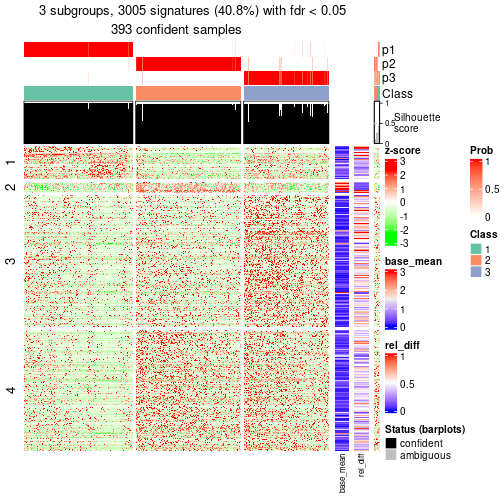 3 subgroups, 3005 signatures (40.8%) with fdr < 0.05
393 confident samples
p1
p2
p3
Class
1
0.5
0
Silhouette
score
1
2
3
4
z-score
3
2
1
0
-1
-2
-3
base_mean
3
2
1
0
rel_diff
1
0.5
0
Status (barplots)
confident
ambiguous
Prob
1
0.5
0
Class
1
2
3
base_mean
rel_diff